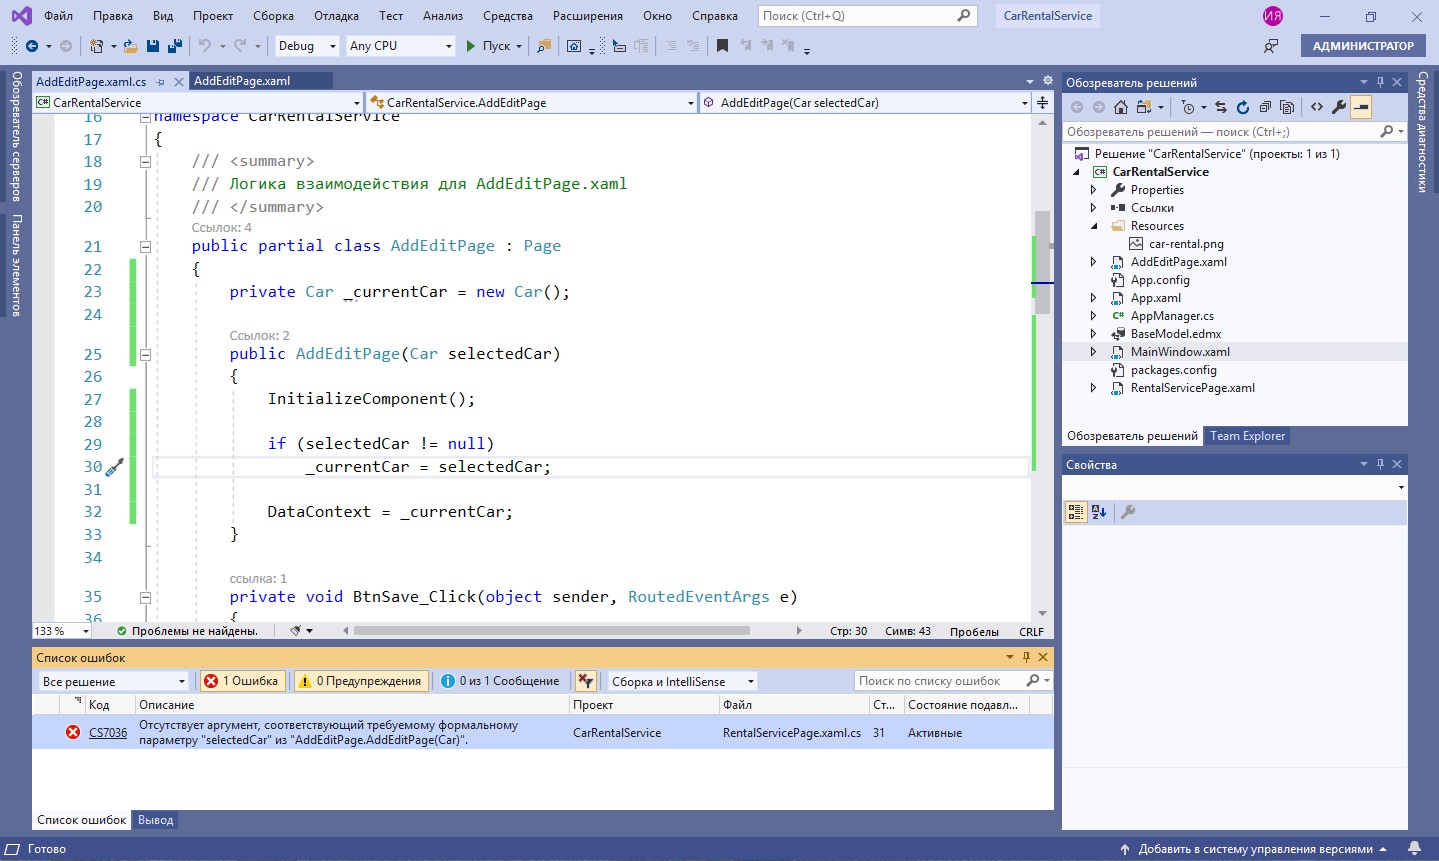 Файл Правка Вид Проект Сборка Отладка Тест Анализ Средства Расширения Окно Справка Поиск (Ctrl+Q) CarRentalService ИЯ
Debug Any CPU Пуск АДМИНИСТРАТОР
Обозреватель серверов
Панель элементов
AddEditPage.xaml.cs AddEditPage.xaml
CarRentalService CarRentalService.AddEditPage AddEditPage(Car selectedCar)
16 namespace CarRentalService
17 {
18 /// <summary>
19 /// Логика взаимодействия для AddEditPage.xaml
20 /// </summary>
Ссылок: 4
21 public partial class AddEditPage : Page
22 {
23 private Car _currentCar = new Car();
24
Ссылок: 2
25 public AddEditPage(Car selectedCar)
26 {
27 InitializeComponent();
28
29 if (selectedCar != null)
30 _currentCar = selectedCar;
31
32 DataContext = _currentCar;
33 }
34
ссылка: 1
35 private void BtnSave_Click(object sender, RoutedEventArgs e)
36 {
133 % Проблемы не найдены. Стр: 30 Симв: 43 Пробелы CRLF
Список ошибок
Все решение 1 Ошибка 0 Предупреждения 0 из 1 Сообщение Сборка и IntelliSense Поиск по списку ошибок
Код Описание Проект Файл Ст... Состояние подавл...
CS7036 Отсутствует аргумент, соответствующий требуемому формальному
параметру "selectedCar" из "AddEditPage.AddEditPage(Car)". CarRentalService RentalServicePage.xaml.cs 31 Активные
Список ошибок Вывод
Обозреватель решений
Обозреватель решений — поиск (Ctrl+;)
Решение "CarRentalService" (проекты: 1 из 1)
CarRentalService
Properties
Ссылки
Resources
car-rental.png
AddEditPage.xaml
App.config
App.xaml
AppManager.cs
BaseModel.edmx
MainWindow.xaml
packages.config
RentalServicePage.xaml
Обозреватель решений Team Explorer
Свойства
Средства диагностики
Готово Добавить в систему управления версиями